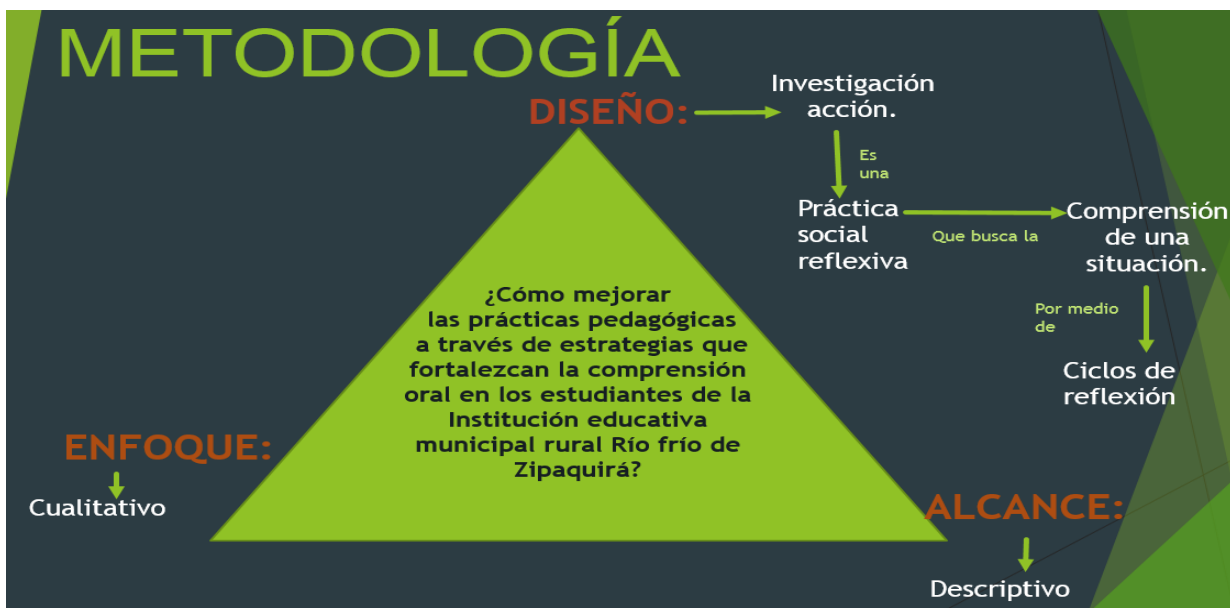 METODOLOGÍA
DISEÑO:
Investigación
acción.
Es
una
Práctica
social
reflexiva
Que busca la
Comprensión
de una
situación.
Por medio
de
Ciclos de
reflexión
¿Cómo mejorar
las prácticas pedagógicas
a través de estrategias que
fortalezcan la comprensión
oral en los estudiantes de la
Institución educativa
municipal rural Río frío de
Zipaquirá?
ENFOQUE:
Cualitativo
ALCANCE:
Descriptivo